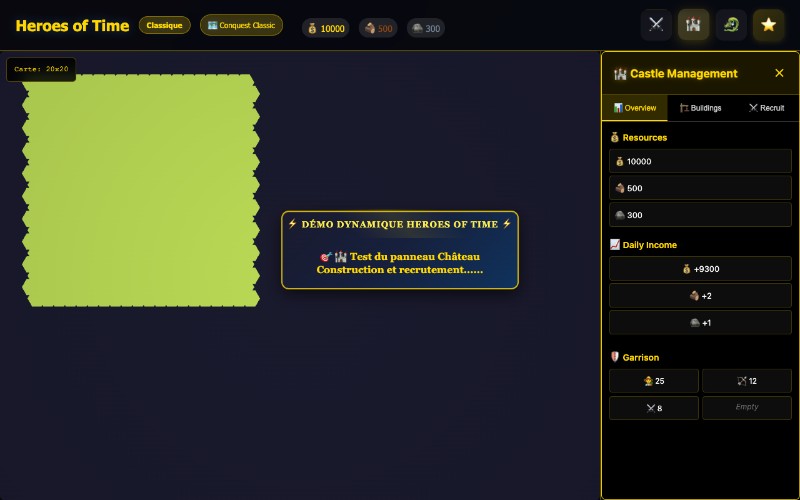 Heroes of Time
Classique
Conquest Classic
10000
500
300
Carte: 20x20
⚡ DÉMO DYNAMIQUE HEROES OF TIME ⚡
🎯🏰 Test du panneau Château
Construction et recrutement......
🏰 Castle Management ✕
📊 Overview
🏗️ Buildings
⚔️ Recruit
💰 Resources
💰 10000
🪵 500
🪨 300
📈 Daily Income
💰 +9300
🪵 +2
🪨 +1
🛡️ Garrison
25
🏹 12
⚔️ 8
Empty